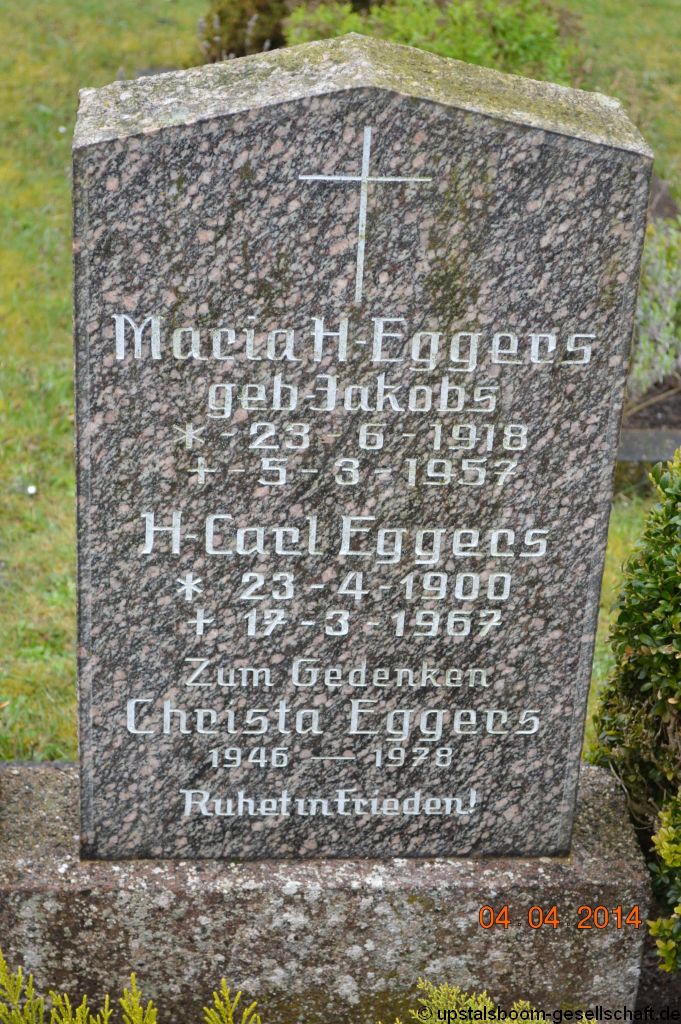 Maria H-Eggers
geb-Jakobs
* - 23 - 6 - 1918
+ - 5 - 3 - 1957
H-Carl Eggers
* 23 - 4 - 1900
+ 17 - 3 - 1967
Zum Gedenken
Christa Eggers
1946 — 1978
Ruhet in Frieden!
04 04 2014
© upstalsboom-gesellschaft.de